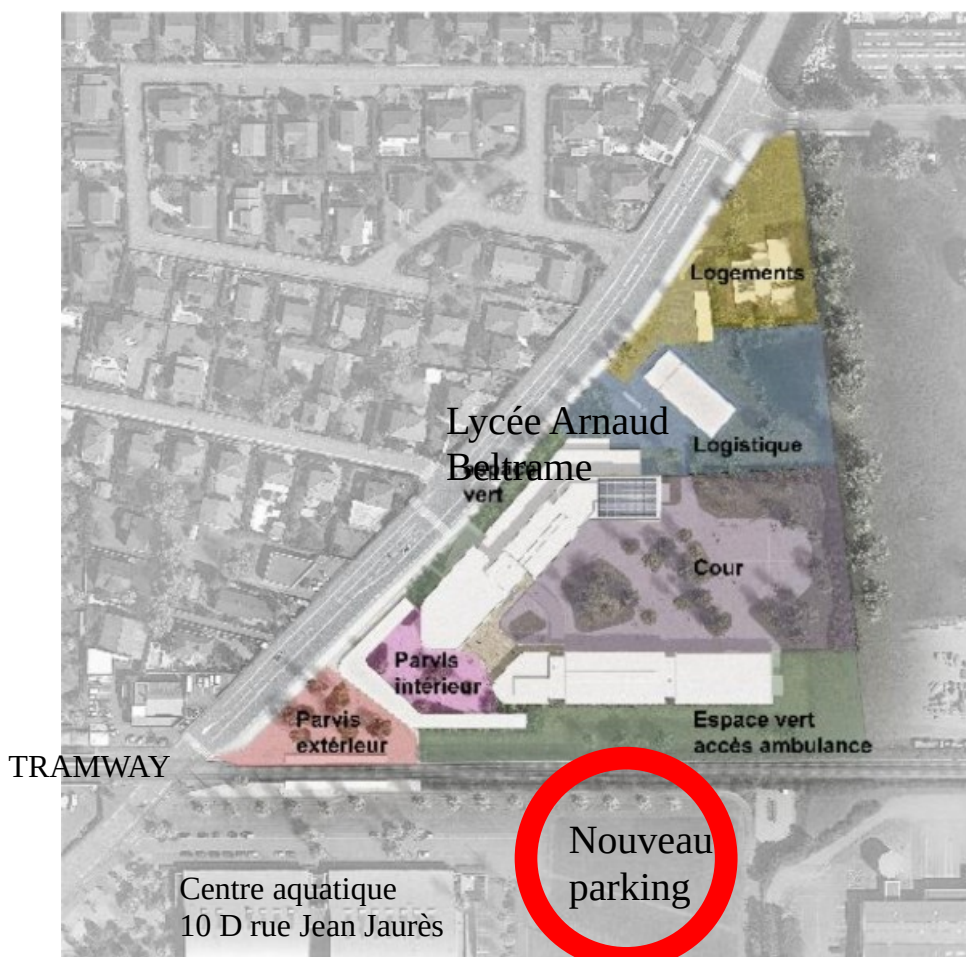 Logements
Lycée Arnaud
Beltrame
Logistique
espace
vert
Cour
Parvis
intérieur
Parvis
extérieur
Espace vert
accès ambulance
TRAMWAY
Nouveau
parking
Centre aquatique
10 D rue Jean Jaurès